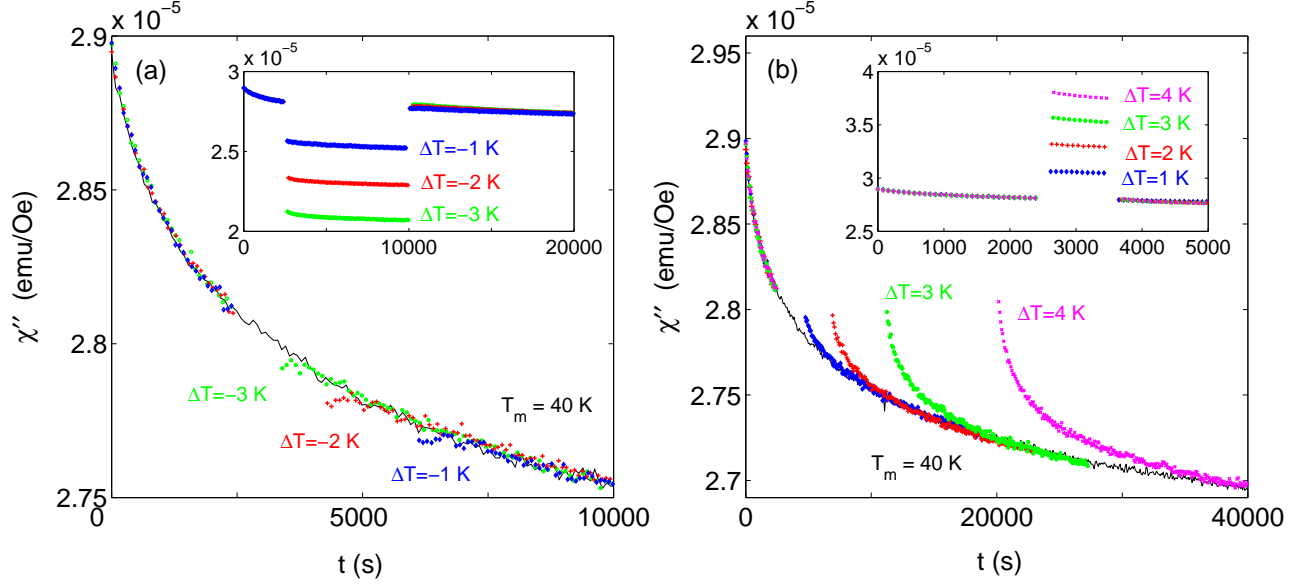 x 10⁻⁵
2.9
2.85
2.8
2.75
χ′′ (emu/Oe)
(a)
x 10⁻⁵
3
2.5
2
0
10000
20000
ΔT=−1 K
ΔT=−2 K
ΔT=−3 K
ΔT=−3 K
ΔT=−2 K
ΔT=−1 K
Tₘ = 40 K
0
5000
10000
t (s)
x 10⁻⁵
2.95
2.9
2.85
2.8
2.75
2.7
χ′′ (emu/Oe)
(b)
x 10⁻⁵
4
3.5
3
2.5
0
1000
2000
3000
4000
5000
ΔT=4 K
ΔT=3 K
ΔT=2 K
ΔT=1 K
ΔT=3 K
ΔT=4 K
Tₘ = 40 K
0
20000
40000
t (s)